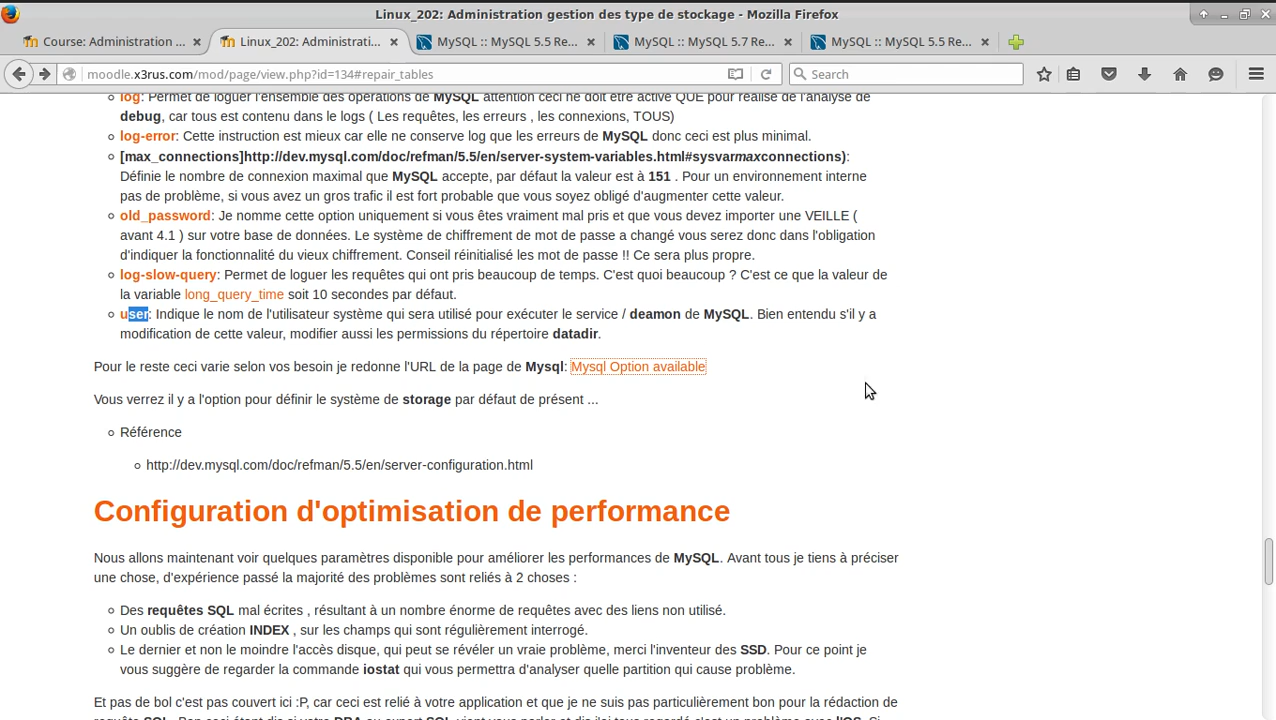 Linux_202: Administration gestion des type de stockage - Mozilla Firefox
Course: Administration ...
Linux_202: Administrati...
MySQL :: MySQL 5.5 Re...
MySQL :: MySQL 5.7 Re...
MySQL :: MySQL 5.5 Re...
moodle.x3rus.com/mod/page/view.php?id=134#repair_tables
Search
log: Permet de loguer l'ensemble des opérations de MySQL attention ceci ne doit être activé QUE pour réalisé de l'analyse de
debug, car tous est contenu dans le logs ( Les requêtes, les erreurs , les connexions, TOUS)
log-error: Cette instruction est mieux car elle ne conserve log que les erreurs de MySQL donc ceci est plus minimal.
[max_connections]http://dev.mysql.com/doc/refman/5.5/en/server-system-variables.html#sysvarmaxconnections):
Définie le nombre de connexion maximal que MySQL accepte, par défaut la valeur est à 151 . Pour un environnement interne
pas de problème, si vous avez un gros trafic il est fort probable que vous soyez obligé d'augmenter cette valeur.
old_password: Je nomme cette option uniquement si vous êtes vraiment mal pris et que vous devez importer une VEILLE (
avant 4.1 ) sur votre base de données. Le système de chiffrement de mot de passe a changé vous serez donc dans l'obligation
d'indiquer la fonctionnalité du vieux chiffrement. Conseil réinitialisé les mot de passe !! Ce sera plus propre.
log-slow-query: Permet de loguer les requêtes qui ont pris beaucoup de temps. C'est quoi beaucoup ? C'est ce que la valeur de
la variable long_query_time soit 10 secondes par défaut.
user: Indique le nom de l'utilisateur système qui sera utilisé pour exécuter le service / deamon de MySQL. Bien entendu s'il y a
modification de cette valeur, modifier aussi les permissions du répertoire datadir.
Pour le reste ceci varie selon vos besoin je redonne l'URL de la page de Mysql: Mysql Option available
Vous verrez il y a l'option pour définir le système de storage par défaut de présent ...
Référence
http://dev.mysql.com/doc/refman/5.5/en/server-configuration.html
Configuration d'optimisation de performance
Nous allons maintenant voir quelques paramètres disponible pour améliorer les performances de MySQL. Avant tous je tiens à préciser
une chose, d'expérience passé la majorité des problèmes sont reliés à 2 choses :
Des requêtes SQL mal écrites , résultant à un nombre énorme de requêtes avec des liens non utilisé.
Un oublis de création INDEX , sur les champs qui sont régulièrement interrogé.
Le dernier et non le moindre l'accès disque, qui peut se révéler un vraie problème, merci l'inventeur des SSD. Pour ce point je
vous suggère de regarder la commande iostat qui vous permettra d'analyser quelle partition qui cause problème.
Et pas de bol c'est pas couvert ici :P, car ceci est relié à votre application et que je ne suis pas particulièrement bon pour la rédaction de